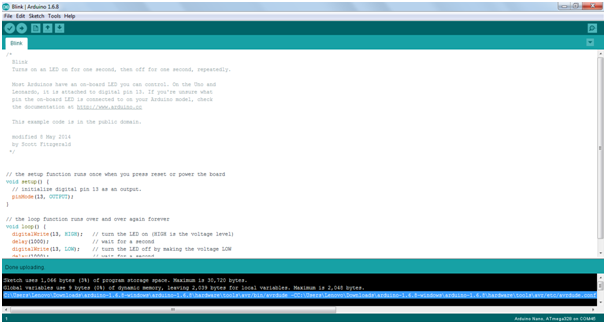 Blink | Arduino 1.6.8
File Edit Sketch Tools Help
Blink
/*
Blink
Turns on an LED on for one second, then off for one second, repeatedly.
Most Arduinos have an on-board LED you can control. On the Uno and
Leonardo, it is attached to digital pin 13. If you're unsure what
pin the on-board LED is connected to on your Arduino model, check
the documentation at http://www.arduino.cc
This example code is in the public domain.
modified 8 May 2014
by Scott Fitzgerald
*/
// the setup function runs once when you press reset or power the board
void setup() {
// initialize digital pin 13 as an output.
pinMode(13, OUTPUT);
}
// the loop function runs over and over again forever
void loop() {
digitalWrite(13, HIGH); // turn the LED on (HIGH is the voltage level)
delay(1000); // wait for a second
digitalWrite(13, LOW); // turn the LED off by making the voltage LOW
delay(1000); // wait for a second
Done uploading
Sketch uses 1,066 bytes (3%) of program storage space. Maximum is 30,720 bytes.
Global variables use 9 bytes (0%) of dynamic memory, leaving 2,039 bytes for local variables. Maximum is 2,048 bytes.
C:\Users\Lenovo\Downloads\arduino-1.6.8-windows\arduino-1.6.8\hardware\tools\avr/bin/avrdude -CC:\Users\Lenovo\Downloads\arduino-1.6.8-windows\arduino-1.6.8\hardware\tools\avr/etc/avrdude.conf
Arduino Nano, ATmega328 on COM45